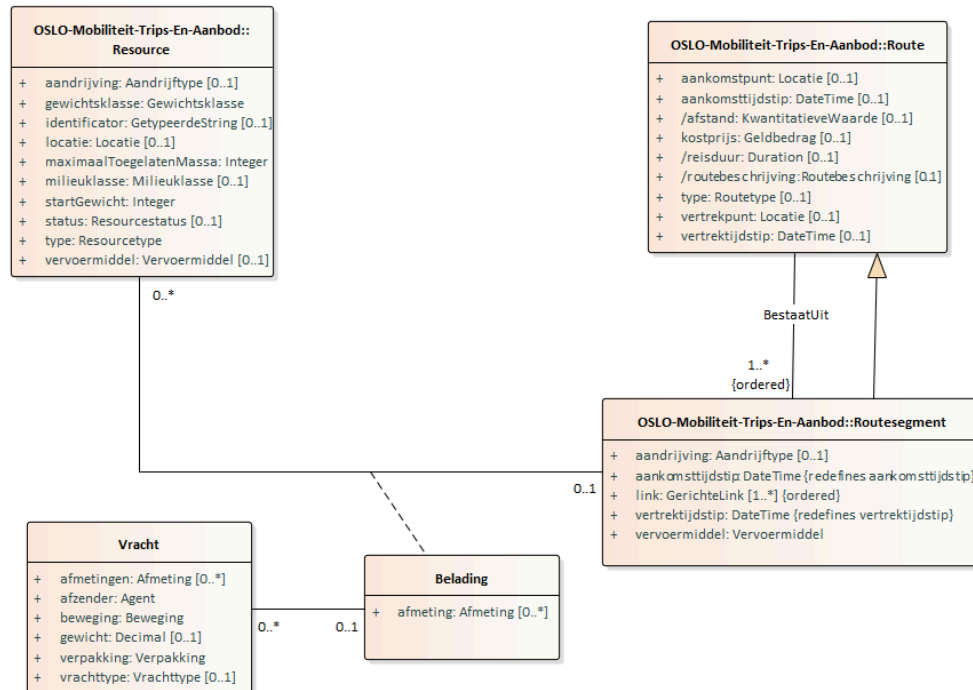 OSLO-Mobiliteit-Trips-En-Aanbod::
Resource
+ aandrijving: Aandrijftype [0..1]
+ gewichtsklasse: Gewichtsklasse
+ identificator: GetypeerdeString [0..1]
+ locatie: Locatie [0..1]
+ maximaalToegelatenMassa: Integer
+ milieuklasse: Milieuklasse [0..1]
+ startGewicht: Integer
+ status: Resourcestatus [0..1]
+ type: Resourcetype
+ vervoermiddel: Vervoermiddel [0..1]
0..*
OSLO-Mobiliteit-Trips-En-Aanbod::Route
+ aankomstpunt: Locatie [0..1]
+ aankomsttijdstip: DateTime [0..1]
+ /afstand: KwantitatieveWaarde [0..1]
+ kostprijs: Geldbedrag [0..1]
+ /reisduur: Duration [0..1]
+ /routebeschrijving:Routebeschrijving [0.1]
+ type: Routetype [0..1]
+ vertrekpunt: Locatie [0..1]
+ vertrektijdstip: DateTime [0..1]
BestaatUit
1..*
{ordered}
OSLO-Mobiliteit-Trips-En-Aanbod::Routesegment
+ aandrijving: Aandrijftype [0..1]
+ aankomsttijdstip: DateTime {redefines aankomsttijdstip}
+ link: GerichteLink [1..*] {ordered}
+ vertrektijdstip: DateTime {redefines vertrektijdstip}
+ vervoermiddel: Vervoermiddel
0..1
Vracht
+ afmetingen: Afmeting [0..*]
+ afzender: Agent
+ beweging: Beweging
+ gewicht: Decimal [0..1]
+ verpakking: Verpakking
+ vrachttype: Vrachttype [0..1]
0..*
0..1
Belading
+ afmeting: Afmeting [0..*]